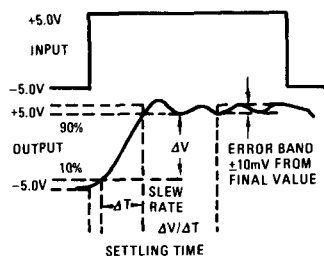 +5.0V
INPUT
-5.0V
+5.0V
90%
OUTPUT
10%
-5.0V
ΔV
ERROR BAND
±10mV FROM
FINAL VALUE
ΔT
SLEW
RATE
ΔV/ΔT
SETTLING TIME